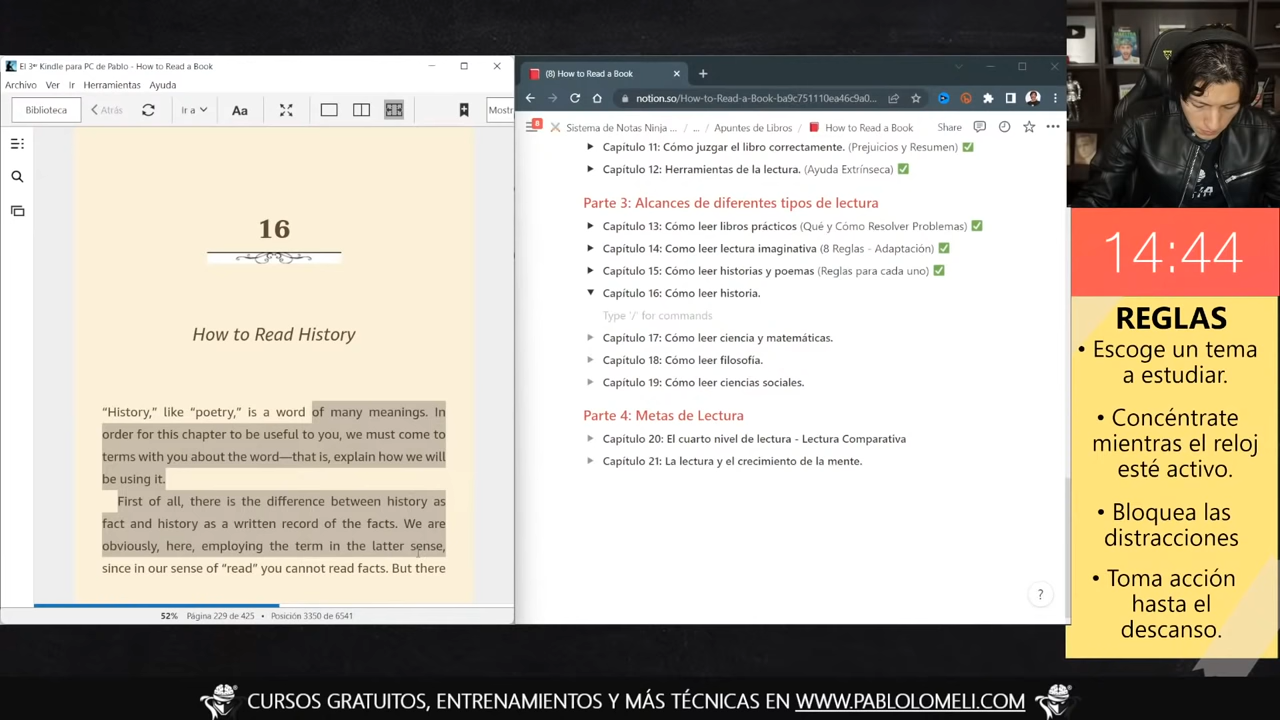 El 3er Kindle para PC de Pablo - How to Read a Book
Archivo Ver Ir Herramientas Ayuda
Biblioteca
Atrás
Ir a
Aa
Mostr
16
How to Read History
“History,” like “poetry,” is a word of many meanings. In
order for this chapter to be useful to you, we must come to
terms with you about the word—that is, explain how we will
be using it.
First of all, there is the difference between history as
fact and history as a written record of the facts. We are
obviously, here, employing the term in the latter sense,
since in our sense of “read” you cannot read facts. But there
52% Página 229 de 425 • Posición 3350 de 6541
(8) How to Read a Book
notion.so/How-to-Read-a-Book-ba9c751110ea46c9a0...
8
Sistema de Notas Ninja ... / ... / Apuntes de Libros / How to Read a Book
Share
Capítulo 11: Cómo juzgar el libro correctamente. (Prejuicios y Resumen)
Capítulo 12: Herramientas de la lectura. (Ayuda Extrínseca)
Parte 3: Alcances de diferentes tipos de lectura
Capítulo 13: Cómo leer libros prácticos (Qué y Cómo Resolver Problemas)
Capítulo 14: Como leer lectura imaginativa (8 Reglas - Adaptación)
Capítulo 15: Cómo leer historias y poemas (Reglas para cada uno)
Capítulo 16: Cómo leer historia.
Type '/' for commands
Capítulo 17: Cómo leer ciencia y matemáticas.
Capítulo 18: Cómo leer filosofía.
Capítulo 19: Cómo leer ciencias sociales.
Parte 4: Metas de Lectura
Capítulo 20: El cuarto nivel de lectura - Lectura Comparativa
Capítulo 21: La lectura y el crecimiento de la mente.
?
14:44
REGLAS
• Escoge un tema
a estudiar.
• Concéntrate
mientras el reloj
esté activo.
• Bloquea las
distracciones
• Toma acción
hasta el
descanso.
CURSOS GRATUITOS, ENTRENAMIENTOS Y MÁS TÉCNICAS EN WWW.PABLOLOMELI.COM